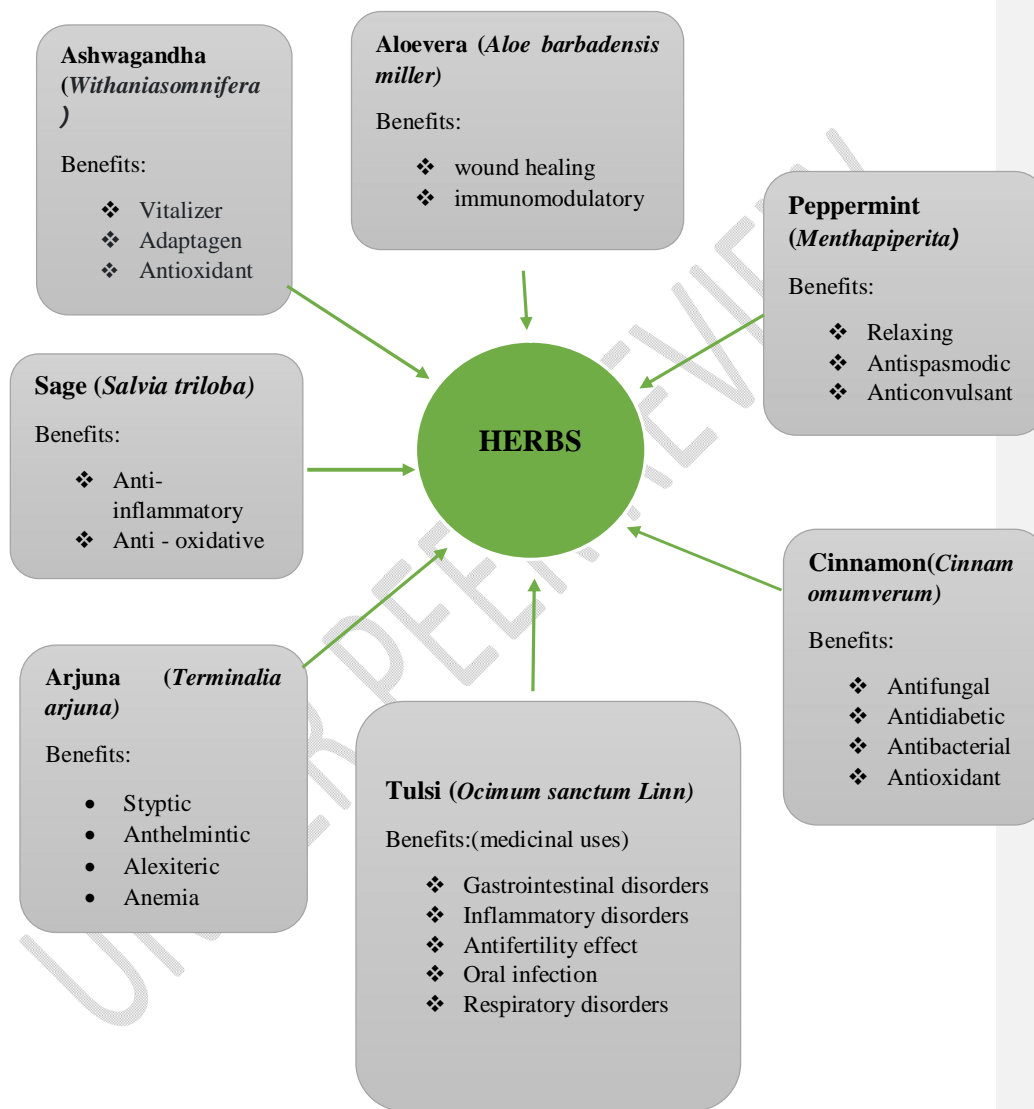 Ashwagandha
(Withaniasomnifera
)
Benefits:
❖ Vitalizer
❖ Adaptagen
❖ Antioxidant
Aloevera (Aloe barbadensis
miller)
Benefits:
❖ wound healing
❖ immunomodulatory
Peppermint
(Menthapiperita)
Benefits:
❖ Relaxing
❖ Antispasmodic
❖ Anticonvulsant
Sage (Salvia triloba)
Benefits:
❖ Anti-
inflammatory
❖ Anti - oxidative
HERBS
Cinnamon(Cinnam
omumverum)
Benefits:
❖ Antifungal
❖ Antidiabetic
❖ Antibacterial
❖ Antioxidant
Arjuna (Terminalia
arjuna)
Benefits:
• Styptic
• Anthelmintic
• Alexiteric
• Anemia
Tulsi (Ocimum sanctum Linn)
Benefits:(medicinal uses)
❖ Gastrointestinal disorders
❖ Inflammatory disorders
❖ Antifertility effect
❖ Oral infection
❖ Respiratory disorders
UNDER PEER REVIEW